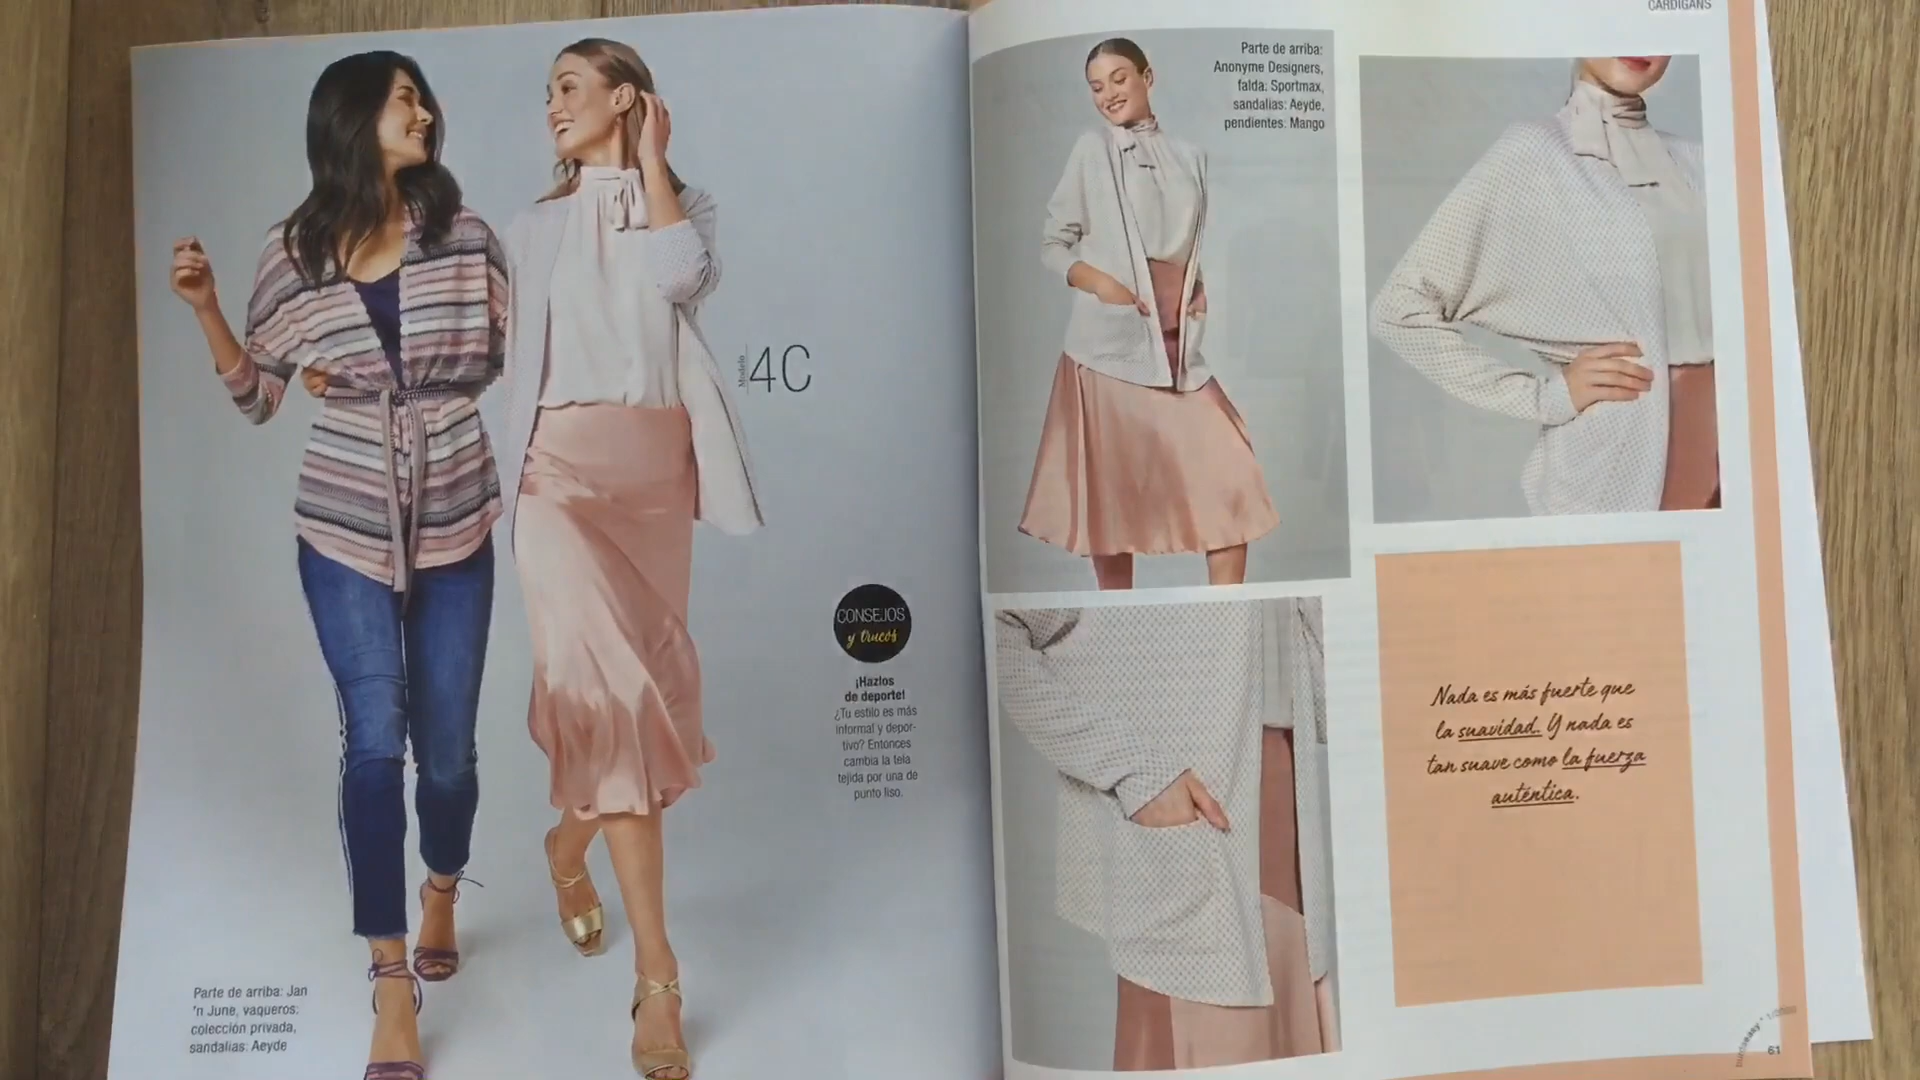 Modelo
4C
CONSEJOS
y trucos
¡Hazlos
de deporte!
¿Tu estilo es más
informal y depor-
tivo? Entonces
cambia la tela
tejida por una de
punto liso.
Parte de arriba: Jan
'n June, vaqueros:
colección privada,
sandalias: Aeyde
CARDIGANS
Parte de arriba:
Anonyme Designers,
falda: Sportmax,
sandalias: Aeyde,
pendientes: Mango
Nada es más fuerte que
la suavidad. Y nada es
tan suave como la fuerza
auténtica.
61